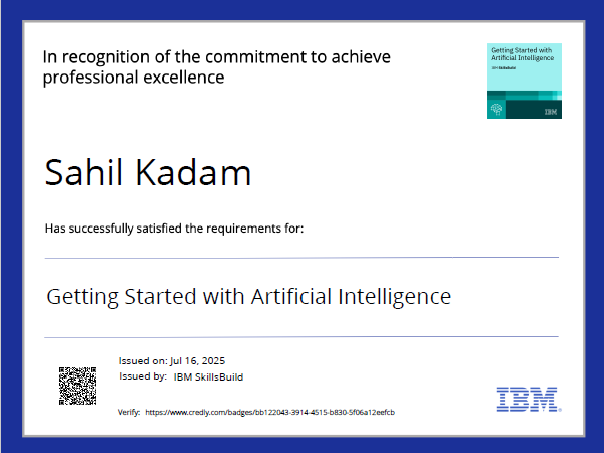 In recognition of the commitment to achieve
professional excellence
Getting Started with
Artificial Intelligence
IBM SkillsBuild
IBM
Sahil Kadam
Has successfully satisfied the requirements for:
Getting Started with Artificial Intelligence
Issued on: Jul 16, 2025
Issued by: IBM SkillsBuild
IBM®
Verify: https://www.credly.com/badges/bb122043-3914-4515-b830-5f06a12eefcb